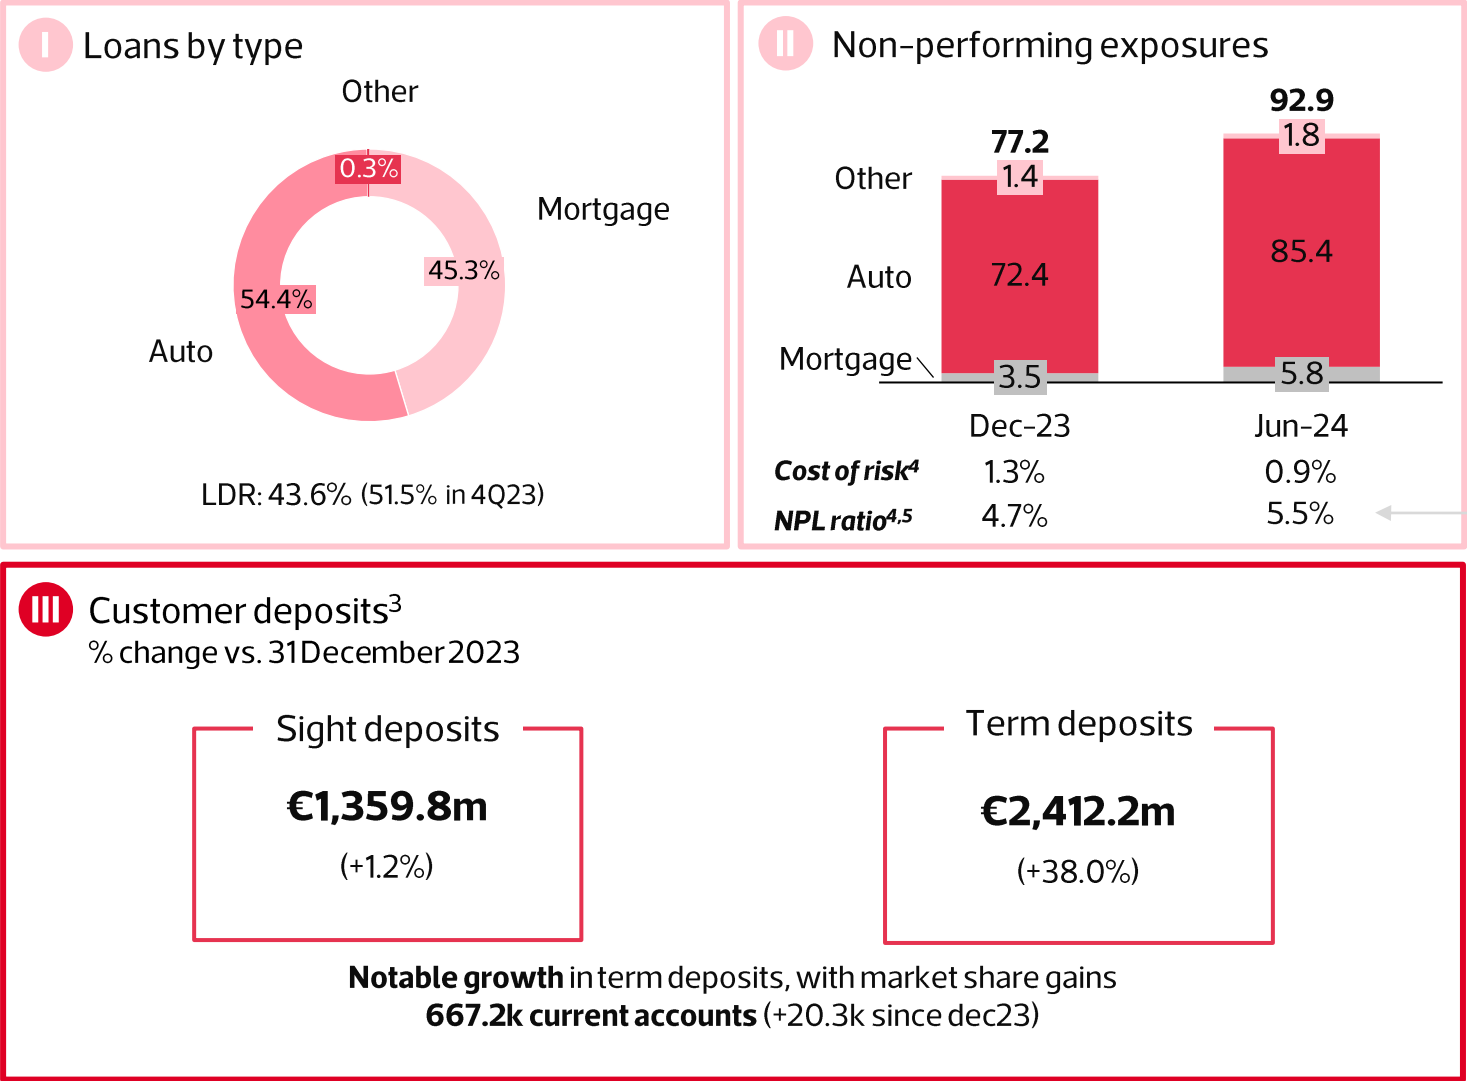 I Loans by type
Other
0.3%
Mortgage
45.3%
54.4%
Auto
LDR: 43.6% (51.5% in 4Q23)
II Non-performing exposures
77.2
92.9
Other 1.4 1.8
Auto 72.4 85.4
Mortgage 3.5 5.8
Dec-23 Jun-24
Cost of risk4 1.3% 0.9%
NPL ratio4,5 4.7% 5.5%
III Customer deposits3
% change vs. 31 December 2023
Sight deposits
€1,359.8m
(+1.2%)
Term deposits
€2,412.2m
(+38.0%)
Notable growth in term deposits, with market share gains
667.2k current accounts (+20.3k since dec23)